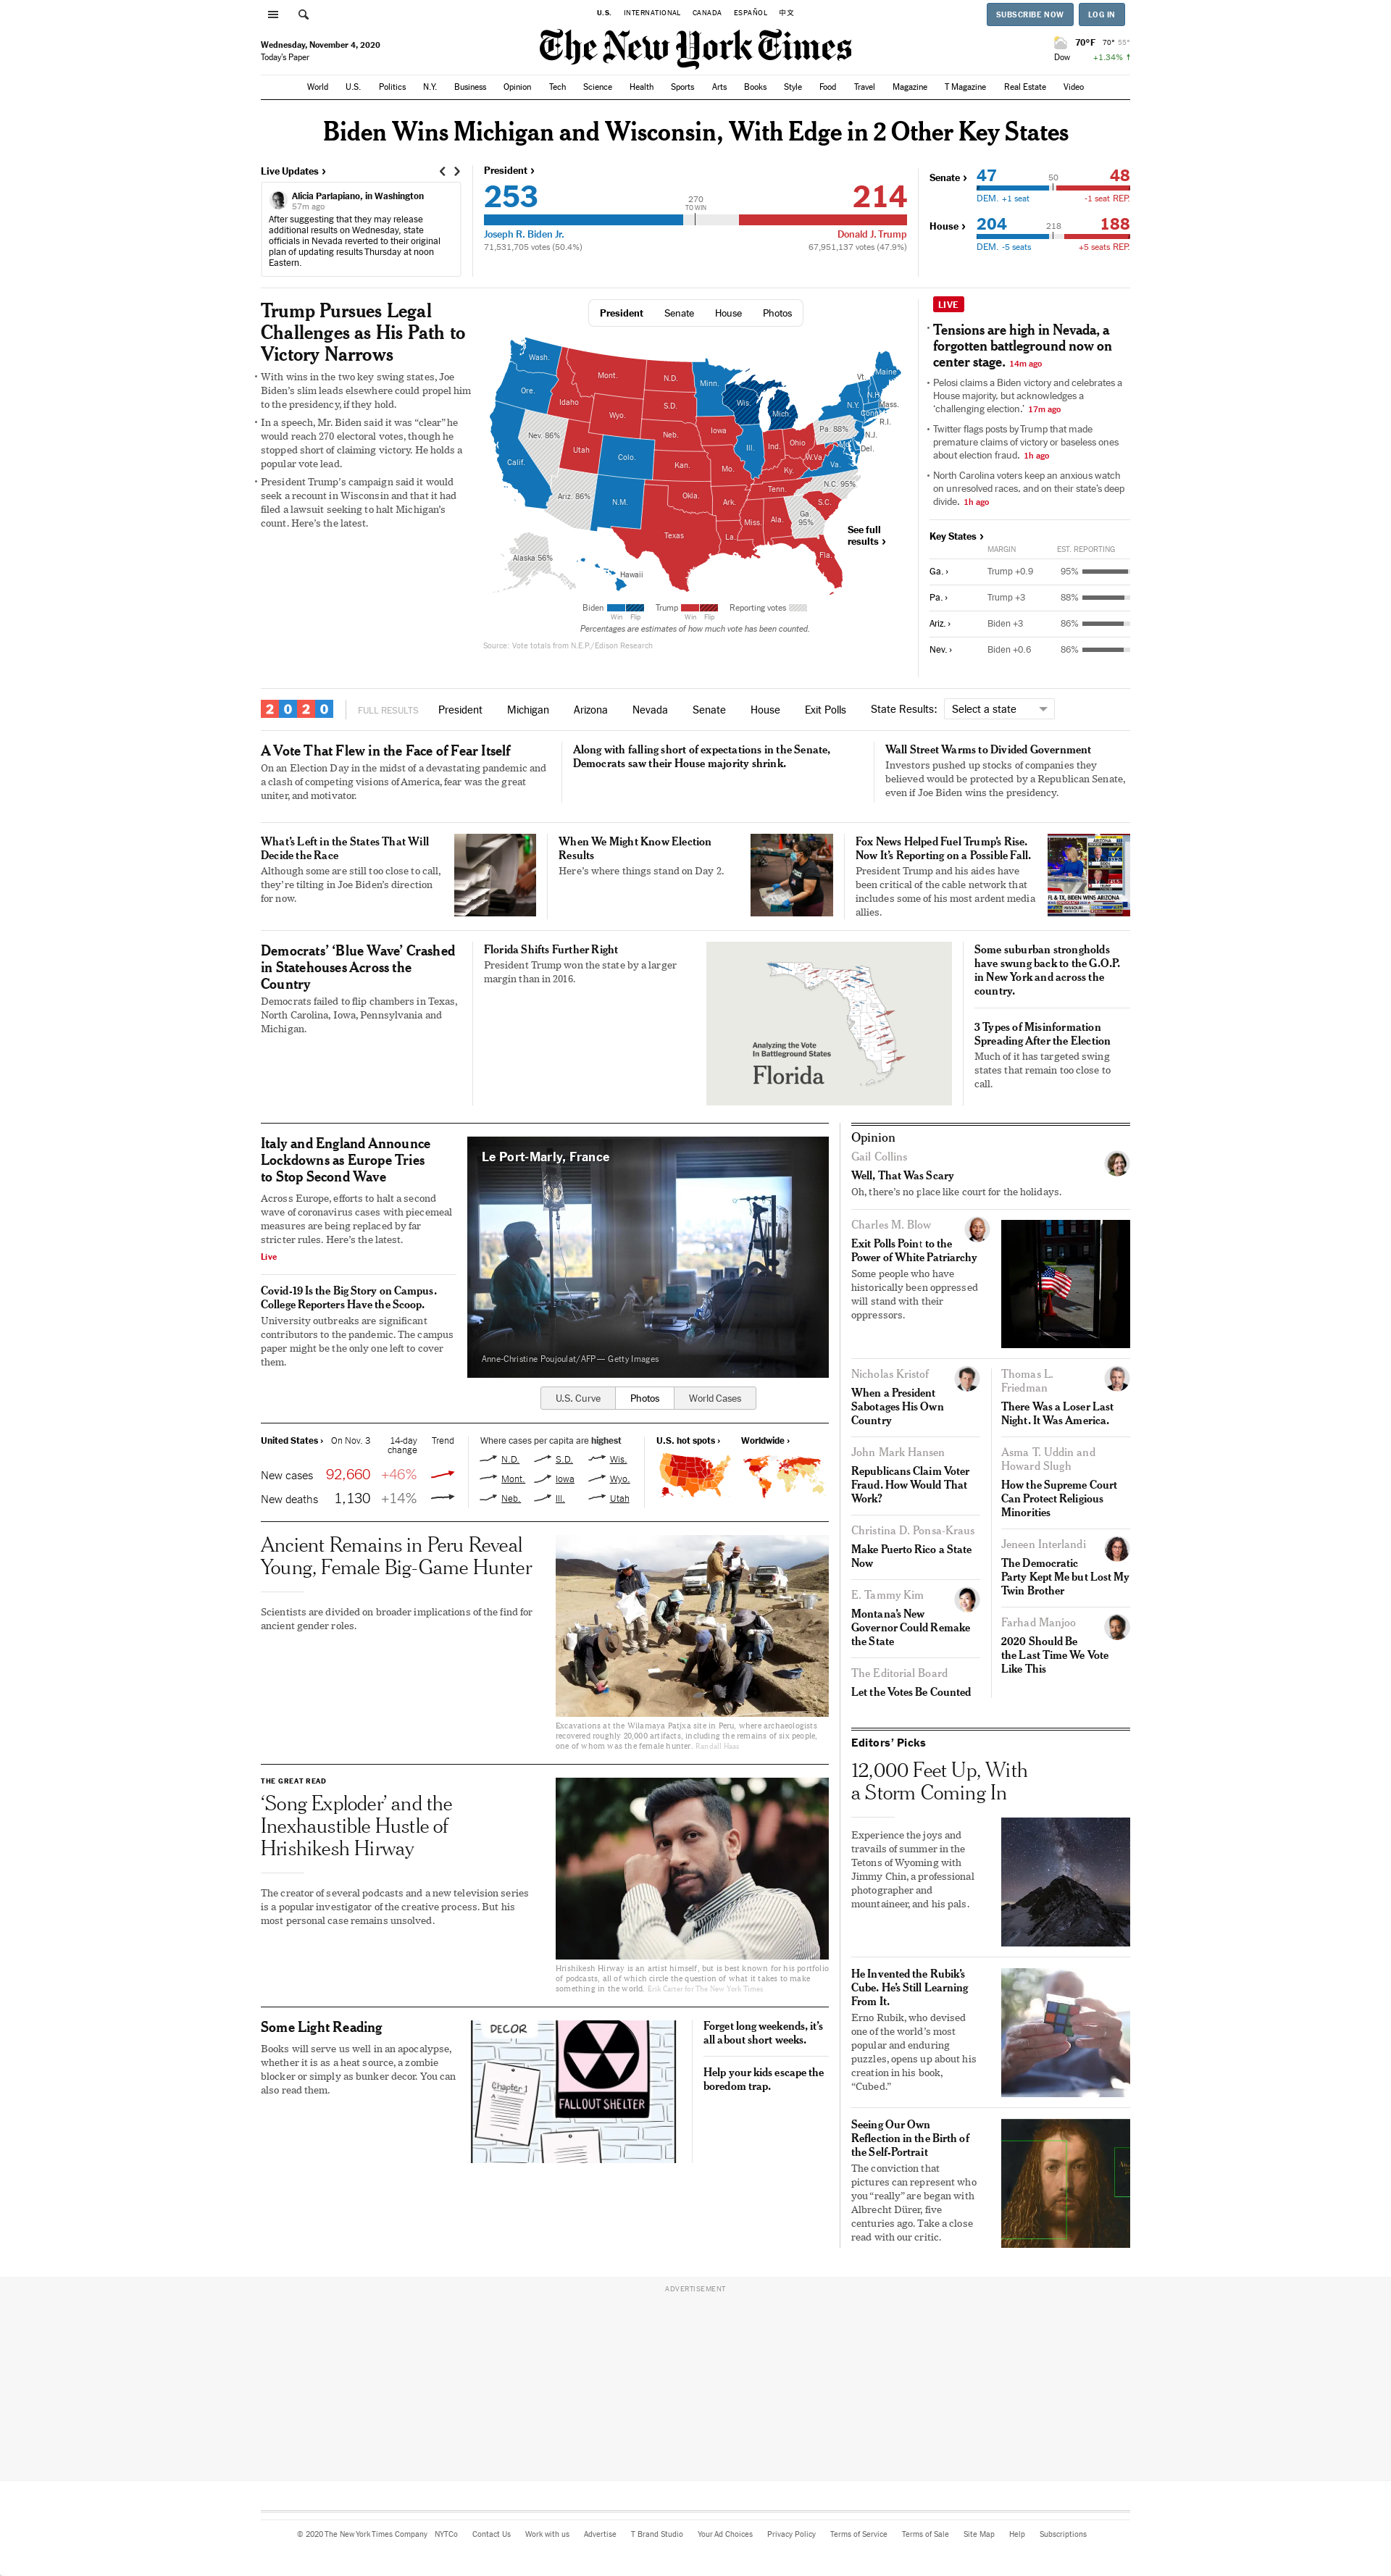 U.S.
INTERNATIONAL
CANADA
ESPAÑOL
中文
SUBSCRIBE NOW
LOG IN
Wednesday, November 4, 2020
Today's Paper
The New York Times
70°F 70° 55°
Dow +1.34% ↑
World U.S. Politics N.Y. Business Opinion Tech Science Health Sports Arts Books Style Food Travel Magazine T Magazine Real Estate Video
Biden Wins Michigan and Wisconsin, With Edge in 2 Other Key States
Live Updates ›
Alicia Parlapiano, in Washington
57m ago
After suggesting that they may release
additional results on Wednesday, state
officials in Nevada reverted to their original
plan of updating results Thursday at noon
Eastern.
President ›
253
270
TO WIN
214
Joseph R. Biden Jr.
Donald J. Trump
71,531,705 votes (50.4%)
67,951,137 votes (47.9%)
Senate ›
47 50 48
DEM. +1 seat
-1 seat REP.
House ›
204 218 188
DEM. -5 seats
+5 seats REP.
Trump Pursues Legal
Challenges as His Path to
Victory Narrows
• With wins in the two key swing states, Joe
Biden's slim leads elsewhere could propel him
to the presidency, if they hold.
• In a speech, Mr. Biden said it was “clear” he
would reach 270 electoral votes, though he
stopped short of claiming victory. He holds a
popular vote lead.
• President Trump's campaign said it would
seek a recount in Wisconsin and that it had
filed a lawsuit seeking to halt Michigan's
count. Here's the latest.
President Senate House Photos
Wash.
Ore.
Calif.
Nev. 86%
Idaho
Mont.
Wyo.
Utah
Colo.
Ariz. 86%
N.M.
N.D.
S.D.
Neb.
Kan.
Okla.
Texas
Minn.
Iowa
Mo.
Ark.
La.
Wis.
Ill.
Mich.
Ind.
Ohio
Ky.
Tenn.
Miss.
Ala.
Ga.
95%
Fla.
S.C.
N.C. 95%
Va.
W.Va.
Md.
Del.
Pa. 88%
N.J.
N.Y.
Conn.
R.I.
Mass.
Vt.
N.H.
Maine
Alaska 56%
Hawaii
See full
results ›
Biden
Win Flip
Trump
Win Flip
Reporting votes
Percentages are estimates of how much vote has been counted.
Source: Vote totals from N.E.P./Edison Research
LIVE
• Tensions are high in Nevada, a
forgotten battleground now on
center stage. 14m ago
• Pelosi claims a Biden victory and celebrates a
House majority, but acknowledges a
‘challenging election.’ 17m ago
• Twitter flags posts by Trump that made
premature claims of victory or baseless ones
about election fraud. 1h ago
• North Carolina voters keep an anxious watch
on unresolved races, and on their state's deep
divide. 1h ago
Key States ›
MARGIN EST. REPORTING
Ga. › Trump +0.9 95%
Pa. › Trump +3 88%
Ariz. › Biden +3 86%
Nev. › Biden +0.6 86%
2020
FULL RESULTS President Michigan Arizona Nevada Senate House Exit Polls State Results: Select a state
A Vote That Flew in the Face of Fear Itself
On an Election Day in the midst of a devastating pandemic and
a clash of competing visions of America, fear was the great
uniter, and motivator.
Along with falling short of expectations in the Senate,
Democrats saw their House majority shrink.
Wall Street Warms to Divided Government
Investors pushed up stocks of companies they
believed would be protected by a Republican Senate,
even if Joe Biden wins the presidency.
What's Left in the States That Will
Decide the Race
Although some are still too close to call,
they're tilting in Joe Biden's direction
for now.
When We Might Know Election
Results
Here's where things stand on Day 2.
Fox News Helped Fuel Trump's Rise.
Now It's Reporting on a Possible Fall.
President Trump and his aides have
been critical of the cable network that
includes some of his most ardent media
allies.
FL & TX, BIDEN WINS ARIZONA
Democrats' ‘Blue Wave’ Crashed
in Statehouses Across the
Country
Democrats failed to flip chambers in Texas,
North Carolina, Iowa, Pennsylvania and
Michigan.
Florida Shifts Further Right
President Trump won the state by a larger
margin than in 2016.
Analyzing the Vote
In Battleground States
Florida
Some suburban strongholds
have swung back to the G.O.P.
in New York and across the
country.
3 Types of Misinformation
Spreading After the Election
Much of it has targeted swing
states that remain too close to
call.
Italy and England Announce
Lockdowns as Europe Tries
to Stop Second Wave
Across Europe, efforts to halt a second
wave of coronavirus cases with piecemeal
measures are being replaced by far
stricter rules. Here's the latest.
Live
Covid-19 Is the Big Story on Campus.
College Reporters Have the Scoop.
University outbreaks are significant
contributors to the pandemic. The campus
paper might be the only one left to cover
them.
Le Port-Marly, France
Anne-Christine Poujoulat/AFP — Getty Images
U.S. Curve Photos World Cases
United States › On Nov. 3 14-day
change Trend
New cases 92,660 +46%
New deaths 1,130 +14%
Where cases per capita are highest
N.D. S.D. Wis.
Mont. Iowa Wyo.
Neb. Ill. Utah
U.S. hot spots › Worldwide ›
Ancient Remains in Peru Reveal
Young, Female Big-Game Hunter
Scientists are divided on broader implications of the find for
ancient gender roles.
Excavations at the Wilamaya Patjxa site in Peru, where archaeologists
recovered roughly 20,000 artifacts, including the remains of six people,
one of whom was the female hunter. Randall Haas
THE GREAT READ
‘Song Exploder’ and the
Inexhaustible Hustle of
Hrishikesh Hirway
The creator of several podcasts and a new television series
is a popular investigator of the creative process. But his
most personal case remains unsolved.
Hrishikesh Hirway is an artist himself, but is best known for his portfolio
of podcasts, all of which circle the question of what it takes to make
something in the world. Erik Carter for The New York Times
Some Light Reading
Books will serve us well in an apocalypse,
whether it is as a heat source, a zombie
blocker or simply as bunker decor. You can
also read them.
DECOR
Chapter 1
FALLOUT SHELTER
Forget long weekends, it's
all about short weeks.
Help your kids escape the
boredom trap.
Opinion
Gail Collins
Well, That Was Scary
Oh, there's no place like court for the holidays.
Charles M. Blow
Exit Polls Point to the
Power of White Patriarchy
Some people who have
historically been oppressed
will stand with their
oppressors.
Nicholas Kristof
When a President
Sabotages His Own
Country
John Mark Hansen
Republicans Claim Voter
Fraud. How Would That
Work?
Christina D. Ponsa-Kraus
Make Puerto Rico a State
Now
E. Tammy Kim
Montana's New
Governor Could Remake
the State
The Editorial Board
Let the Votes Be Counted
Thomas L.
Friedman
There Was a Loser Last
Night. It Was America.
Asma T. Uddin and
Howard Slugh
How the Supreme Court
Can Protect Religious
Minorities
Jeneen Interlandi
The Democratic
Party Kept Me but Lost My
Twin Brother
Farhad Manjoo
2020 Should Be
the Last Time We Vote
Like This
Editors' Picks
12,000 Feet Up, With
a Storm Coming In
Experience the joys and
travails of summer in the
Tetons of Wyoming with
Jimmy Chin, a professional
photographer and
mountaineer, and his pals.
He Invented the Rubik's
Cube. He's Still Learning
From It.
Erno Rubik, who devised
one of the world's most
popular and enduring
puzzles, opens up about his
creation in his book,
“Cubed.”
Seeing Our Own
Reflection in the Birth of
the Self-Portrait
The conviction that
pictures can represent who
you “really” are began with
Albrecht Dürer, five
centuries ago. Take a close
read with our critic.
ADVERTISEMENT
© 2020 The New York Times Company NYTCo Contact Us Work with us Advertise T Brand Studio Your Ad Choices Privacy Policy Terms of Service Terms of Sale Site Map Help Subscriptions